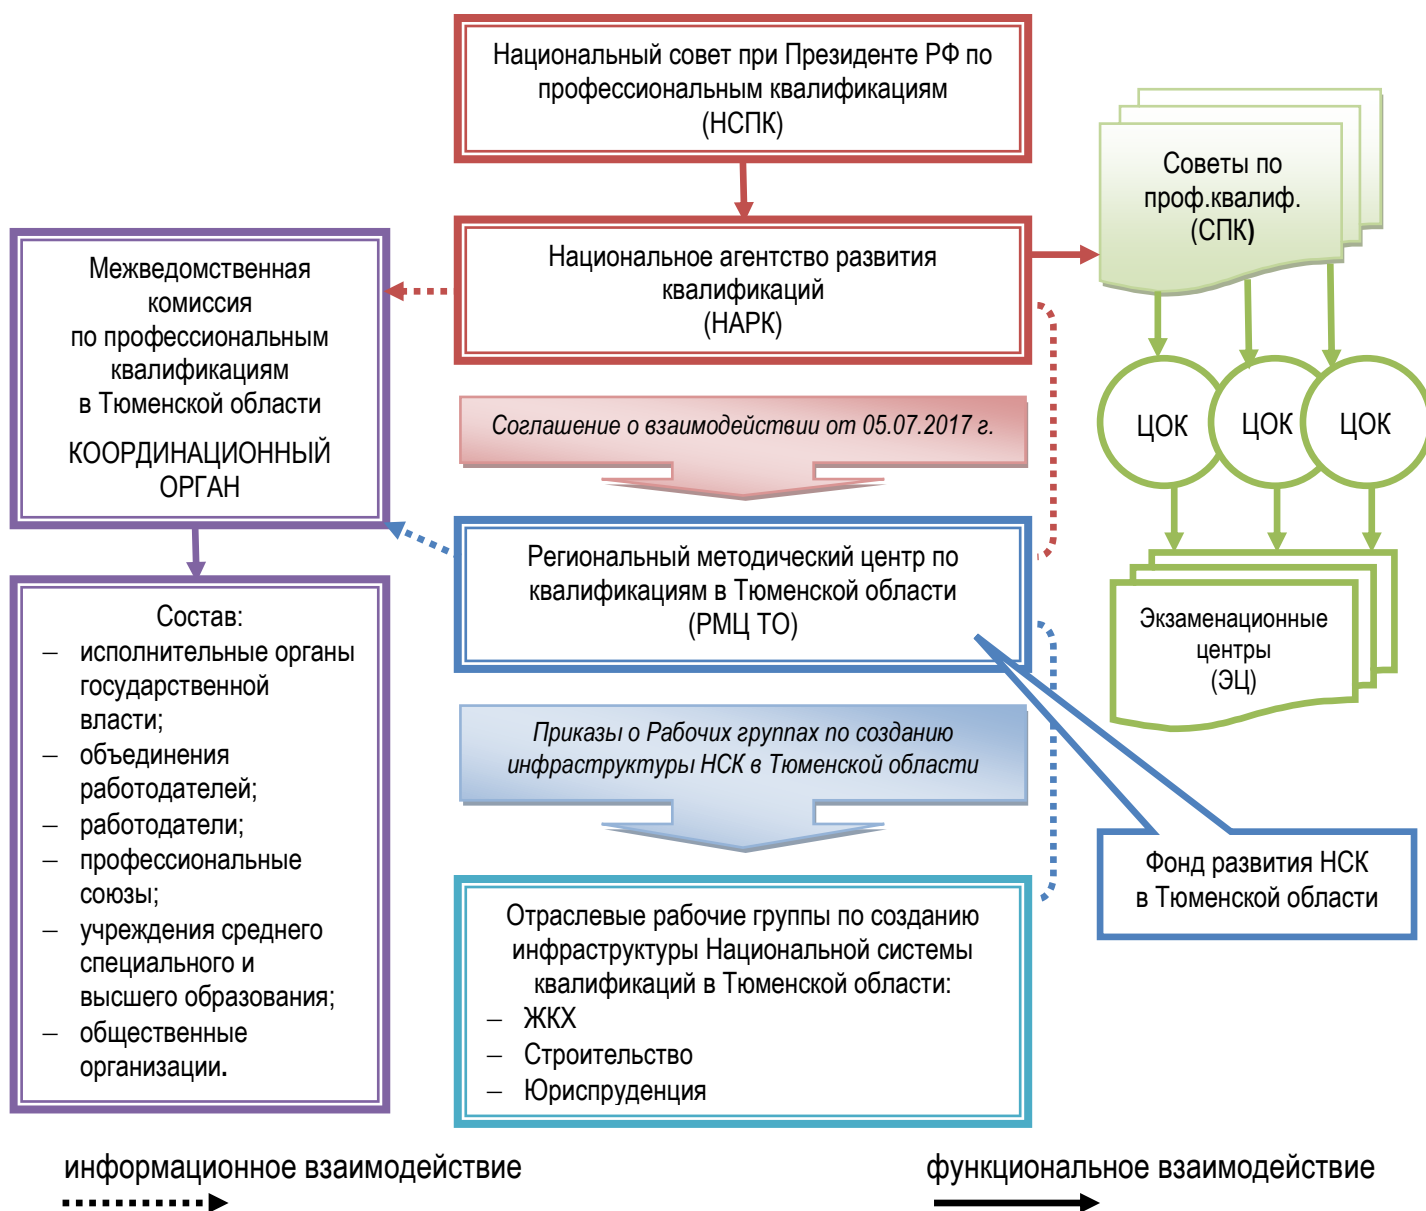 Национальный совет при Президенте РФ по
профессиональным квалификациям
(НСПК)
Советы по
проф.квалиф.
(СПК)
Национальное агентство развития
квалификаций
(НАРК)
Межведомственная
комиссия
по профессиональным
квалификациям
в Тюменской области
КООРДИНАЦИОННЫЙ
ОРГАН
Соглашение о взаимодействии от 05.07.2017 г.
ЦОК
ЦОК
ЦОК
Региональный методический центр по
квалификациям в Тюменской области
(РМЦ ТО)
Экзаменационные
центры
(ЭЦ)
Состав:
– исполнительные органы
государственной
власти;
– объединения
работодателей;
– работодатели;
– профессиональные
союзы;
– учреждения среднего
специального и
высшего образования;
– общественные
организации.
Приказы о Рабочих группах по созданию
инфраструктуры НСК в Тюменской области
Фонд развития НСК
в Тюменской области
Отраслевые рабочие группы по созданию
инфраструктуры Национальной системы
квалификаций в Тюменской области:
– ЖКХ
– Строительство
– Юриспруденция
информационное взаимодействие
функциональное взаимодействие